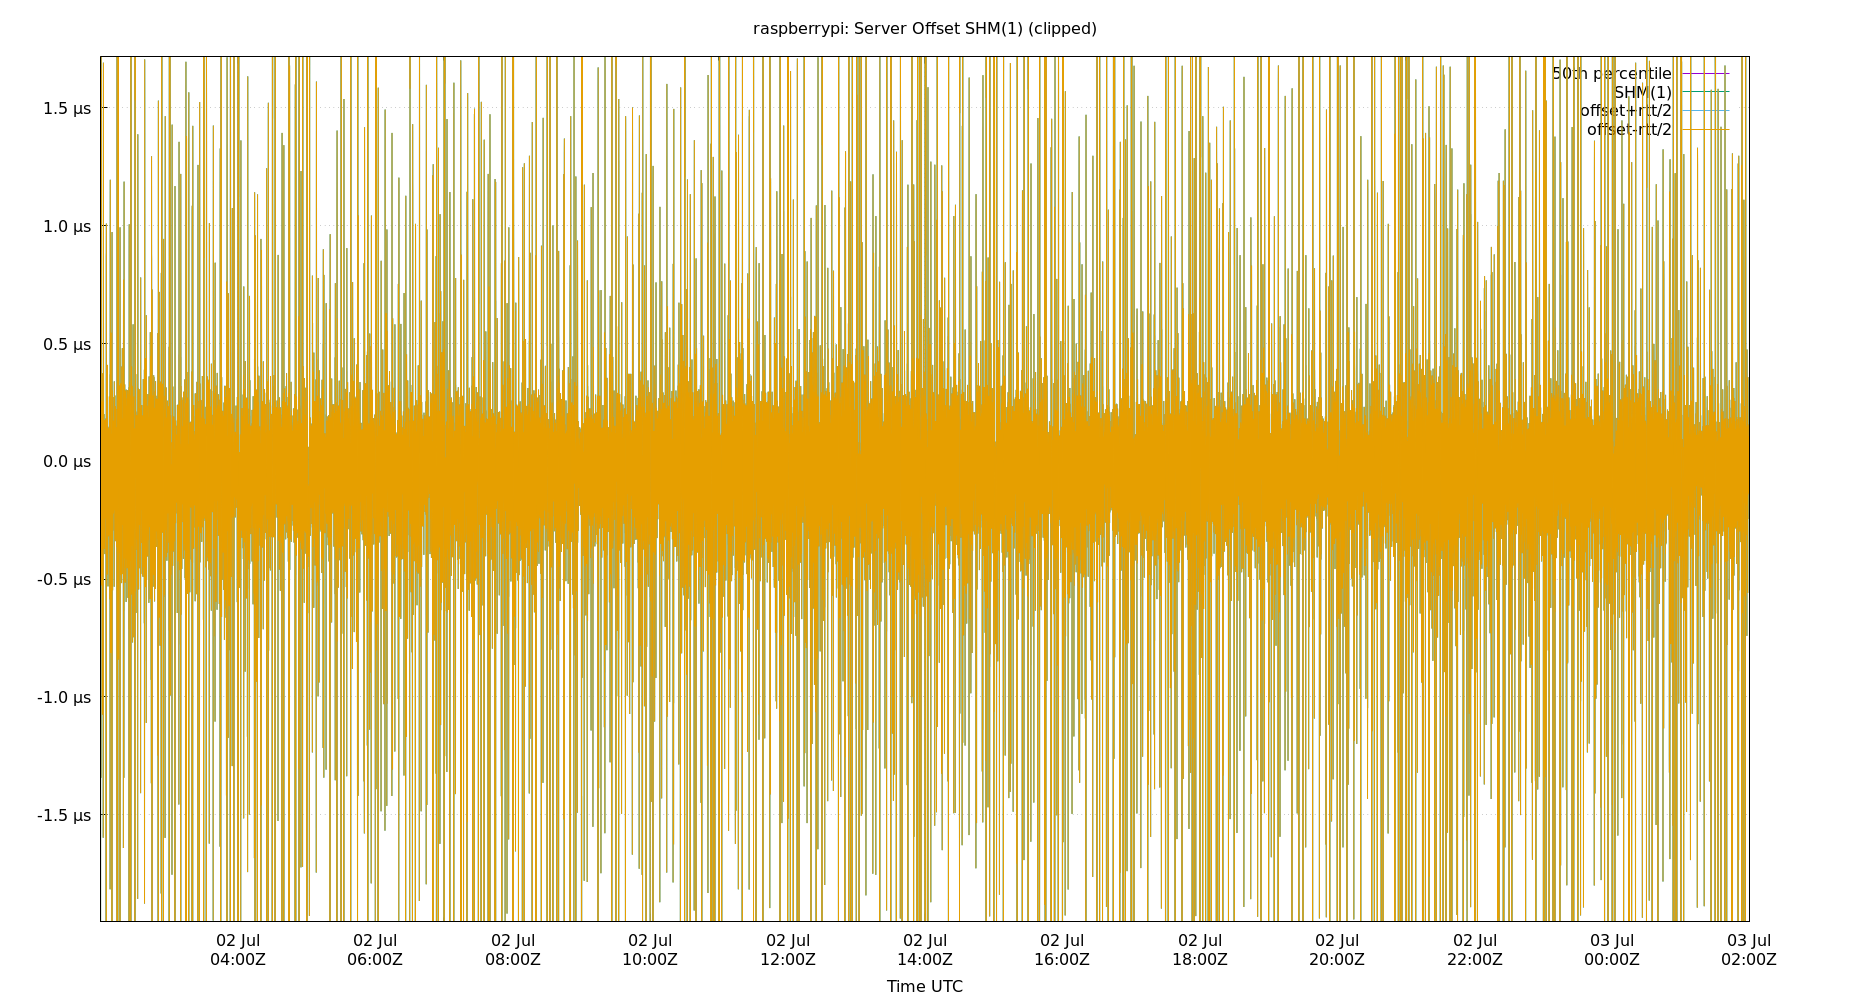 raspberrypi: Server Offset SHM(1) (clipped)
50th percentile
SHM(1)
offset+rtt/2
offset-rtt/2
1.5 µs
1.0 µs
0.5 µs
0.0 µs
-0.5 µs
-1.0 µs
-1.5 µs
02 Jul 02 Jul 02 Jul 02 Jul 02 Jul 02 Jul 02 Jul 02 Jul 02 Jul 02 Jul 03 Jul 03 Jul
04:00Z 06:00Z 08:00Z 10:00Z 12:00Z 14:00Z 16:00Z 18:00Z 20:00Z 22:00Z 00:00Z 02:00Z
Time UTC